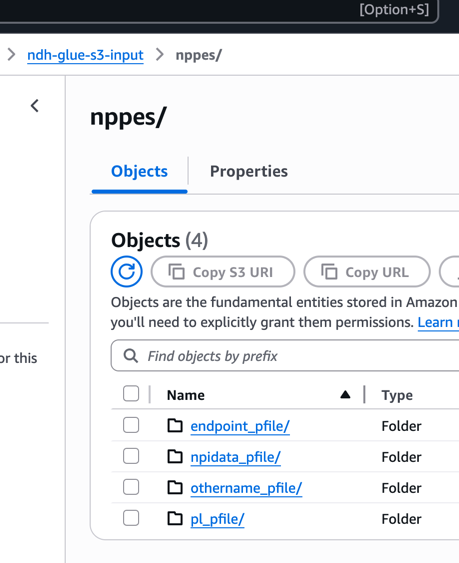 [Option+S]
ndh-glue-s3-input
nppes/
nppes/
Objects
Properties
Objects (4)
Copy S3 URI
Copy URL
Objects are the fundamental entities stored in Amazon
you'll need to explicitly grant them permissions. Learn
or this
Find objects by prefix
Name
Type
endpoint_pfile/
Folder
npidata_pfile/
Folder
othername_pfile/
Folder
pl_pfile/
Folder